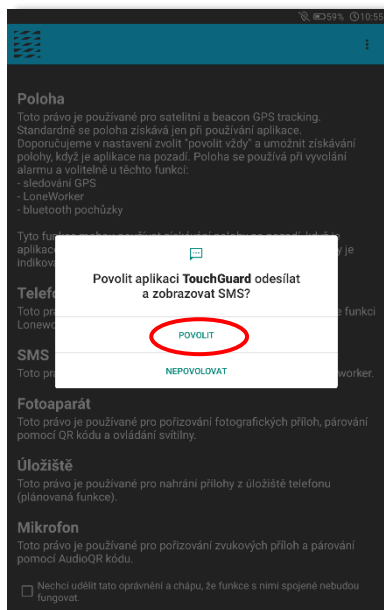 59% 10:55
Poloha
Toto právo je používané pro satelitní a beacon GPS tracking.
Standardně se poloha získává jen při používání aplikace.
Doporučujeme v nastavení zvolit "povolit vždy" a umožnit získávání
polohy, když je aplikace na pozadí. Poloha se používá při vyvolání
alarmu a volitelně u těchto funkcí:
- sledování GPS
- LoneWorker
- bluetooth pochůzky
Tyto
aplikac
y je
indikov
Povolit aplikaci TouchGuard odesílat
a zobrazovat SMS?
POVOLIT
NEPOVOLOVAT
Telef
Toto pr
funkci
Lonewo
SMS
Toto pr
worker.
Fotoaparát
Toto právo je používané pro pořizování fotografických příloh, párování
pomocí QR kódu a ovládání svítilny.
Úložiště
Toto právo je používané pro nahrání přílohy z úložiště telefonu
(plánovaná funkce).
Mikrofon
Toto právo je používané pro pořizování zvukových příloh a párování
pomocí AudioQR kódu.
Nechci udělit tato oprávnění a chápu, že funkce s nimi spojené nebudou
fungovat.